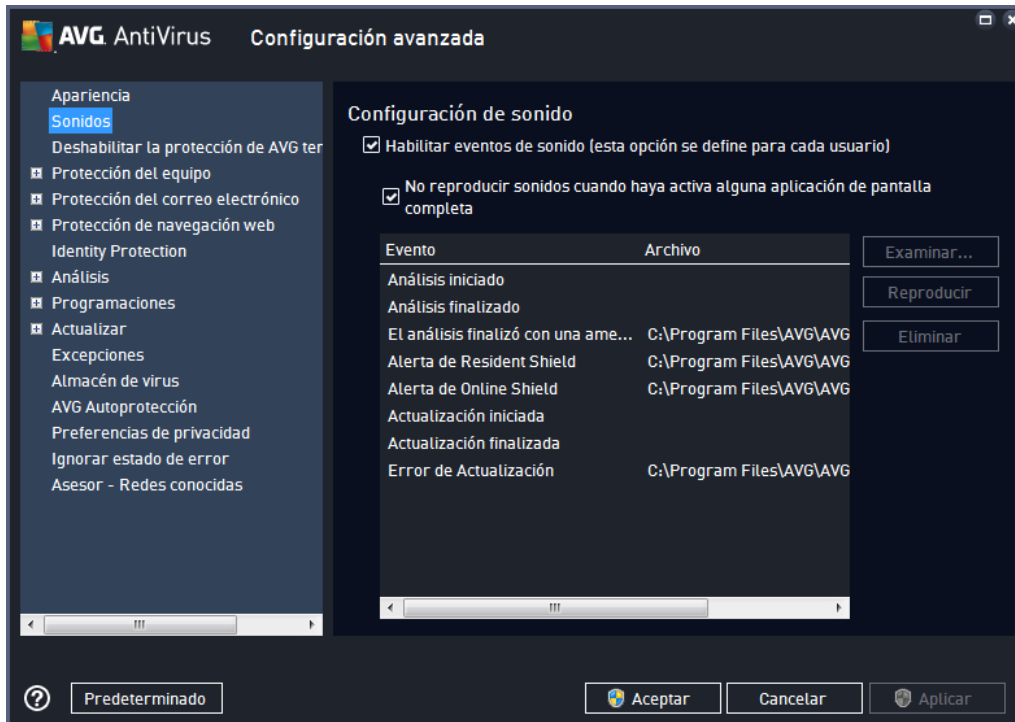 AVG AntiVirus Configuración avanzada
Apariencia
Sonidos
Deshabilitar la protección de AVG ter
Protección del equipo
Protección del correo electrónico
Protección de navegación web
Identity Protection
Análisis
Programaciones
Actualizar
Excepciones
Almacén de virus
AVG Autoprotección
Preferencias de privacidad
Ignorar estado de error
Asesor - Redes conocidas
Configuración de sonido
Habilitar eventos de sonido (esta opción se define para cada usuario)
No reproducir sonidos cuando haya activa alguna aplicación de pantalla
completa
Evento Archivo
Análisis iniciado
Análisis finalizado
El análisis finalizó con una ame... C:\Program Files\AVG\AVG
Alerta de Resident Shield C:\Program Files\AVG\AVG
Alerta de Online Shield C:\Program Files\AVG\AVG
Actualización iniciada
Actualización finalizada
Error de Actualización C:\Program Files\AVG\AVG
Examinar...
Reproducir
Eliminar
Predeterminado
Aceptar
Cancelar
Aplicar